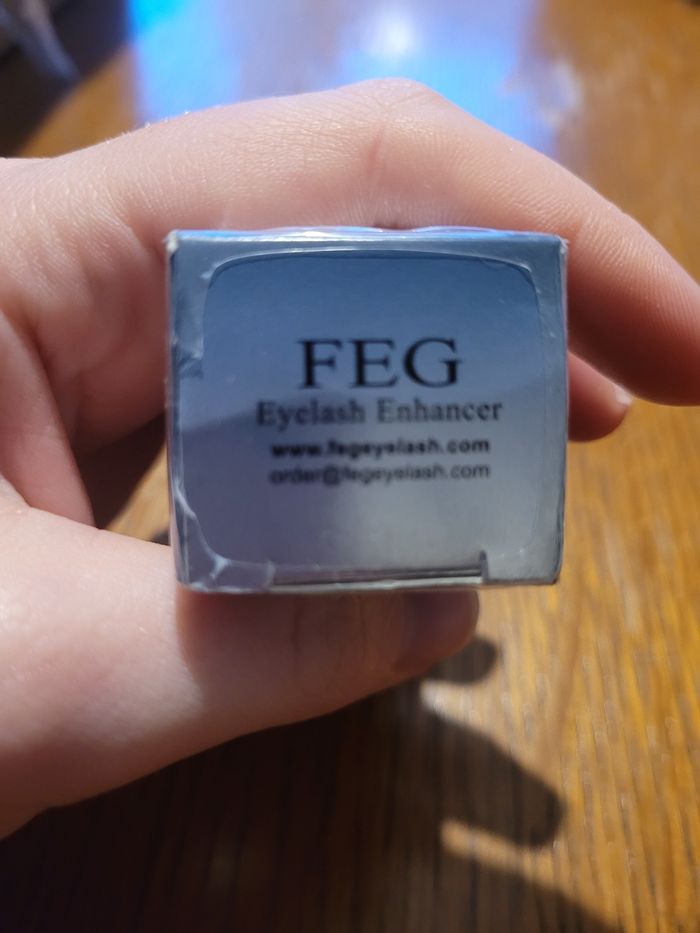 FEG
Eyelash Enhancer
www.fegeyelash.com
order@fegeyelash.com